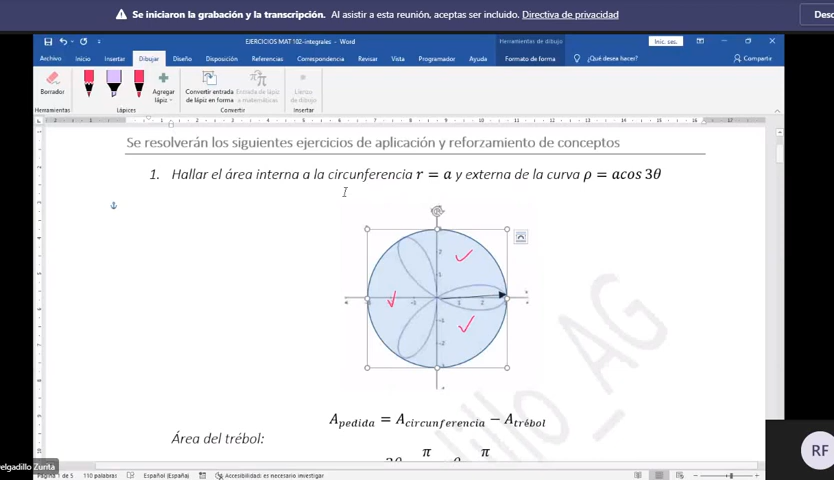 Se iniciaron la grabación y la transcripción. Al asistir a esta reunión, aceptas ser incluido. Directiva de privacidad
Desc
EJERCICIOS MAT 102-integrales - Word
Herramientas de dibujo
Inic. ses.
Archivo Inicio Insertar Dibujar Diseño Disposición Referencias Correspondencia Revisar Vista Programador Ayuda Formato de forma ¿Qué desea hacer? Compartir
Borrador
Agregar lápiz
Convertir entrada de lápiz en forma
Entrada de lápiz a matemáticas
Lienzo de dibujo
Herramientas Lápices Convertir Insertar
Se resolverán los siguientes ejercicios de aplicación y reforzamiento de conceptos
1. Hallar el área interna a la circunferencia r = a y externa de la curva ρ = acos 3θ
A pedida = A circunferencia − A trébol
Área del trébol:
π π
RF
elgadillo Zurita
Página 1 de 5 110 palabras Español (España) Accesibilidad: es necesario investigar